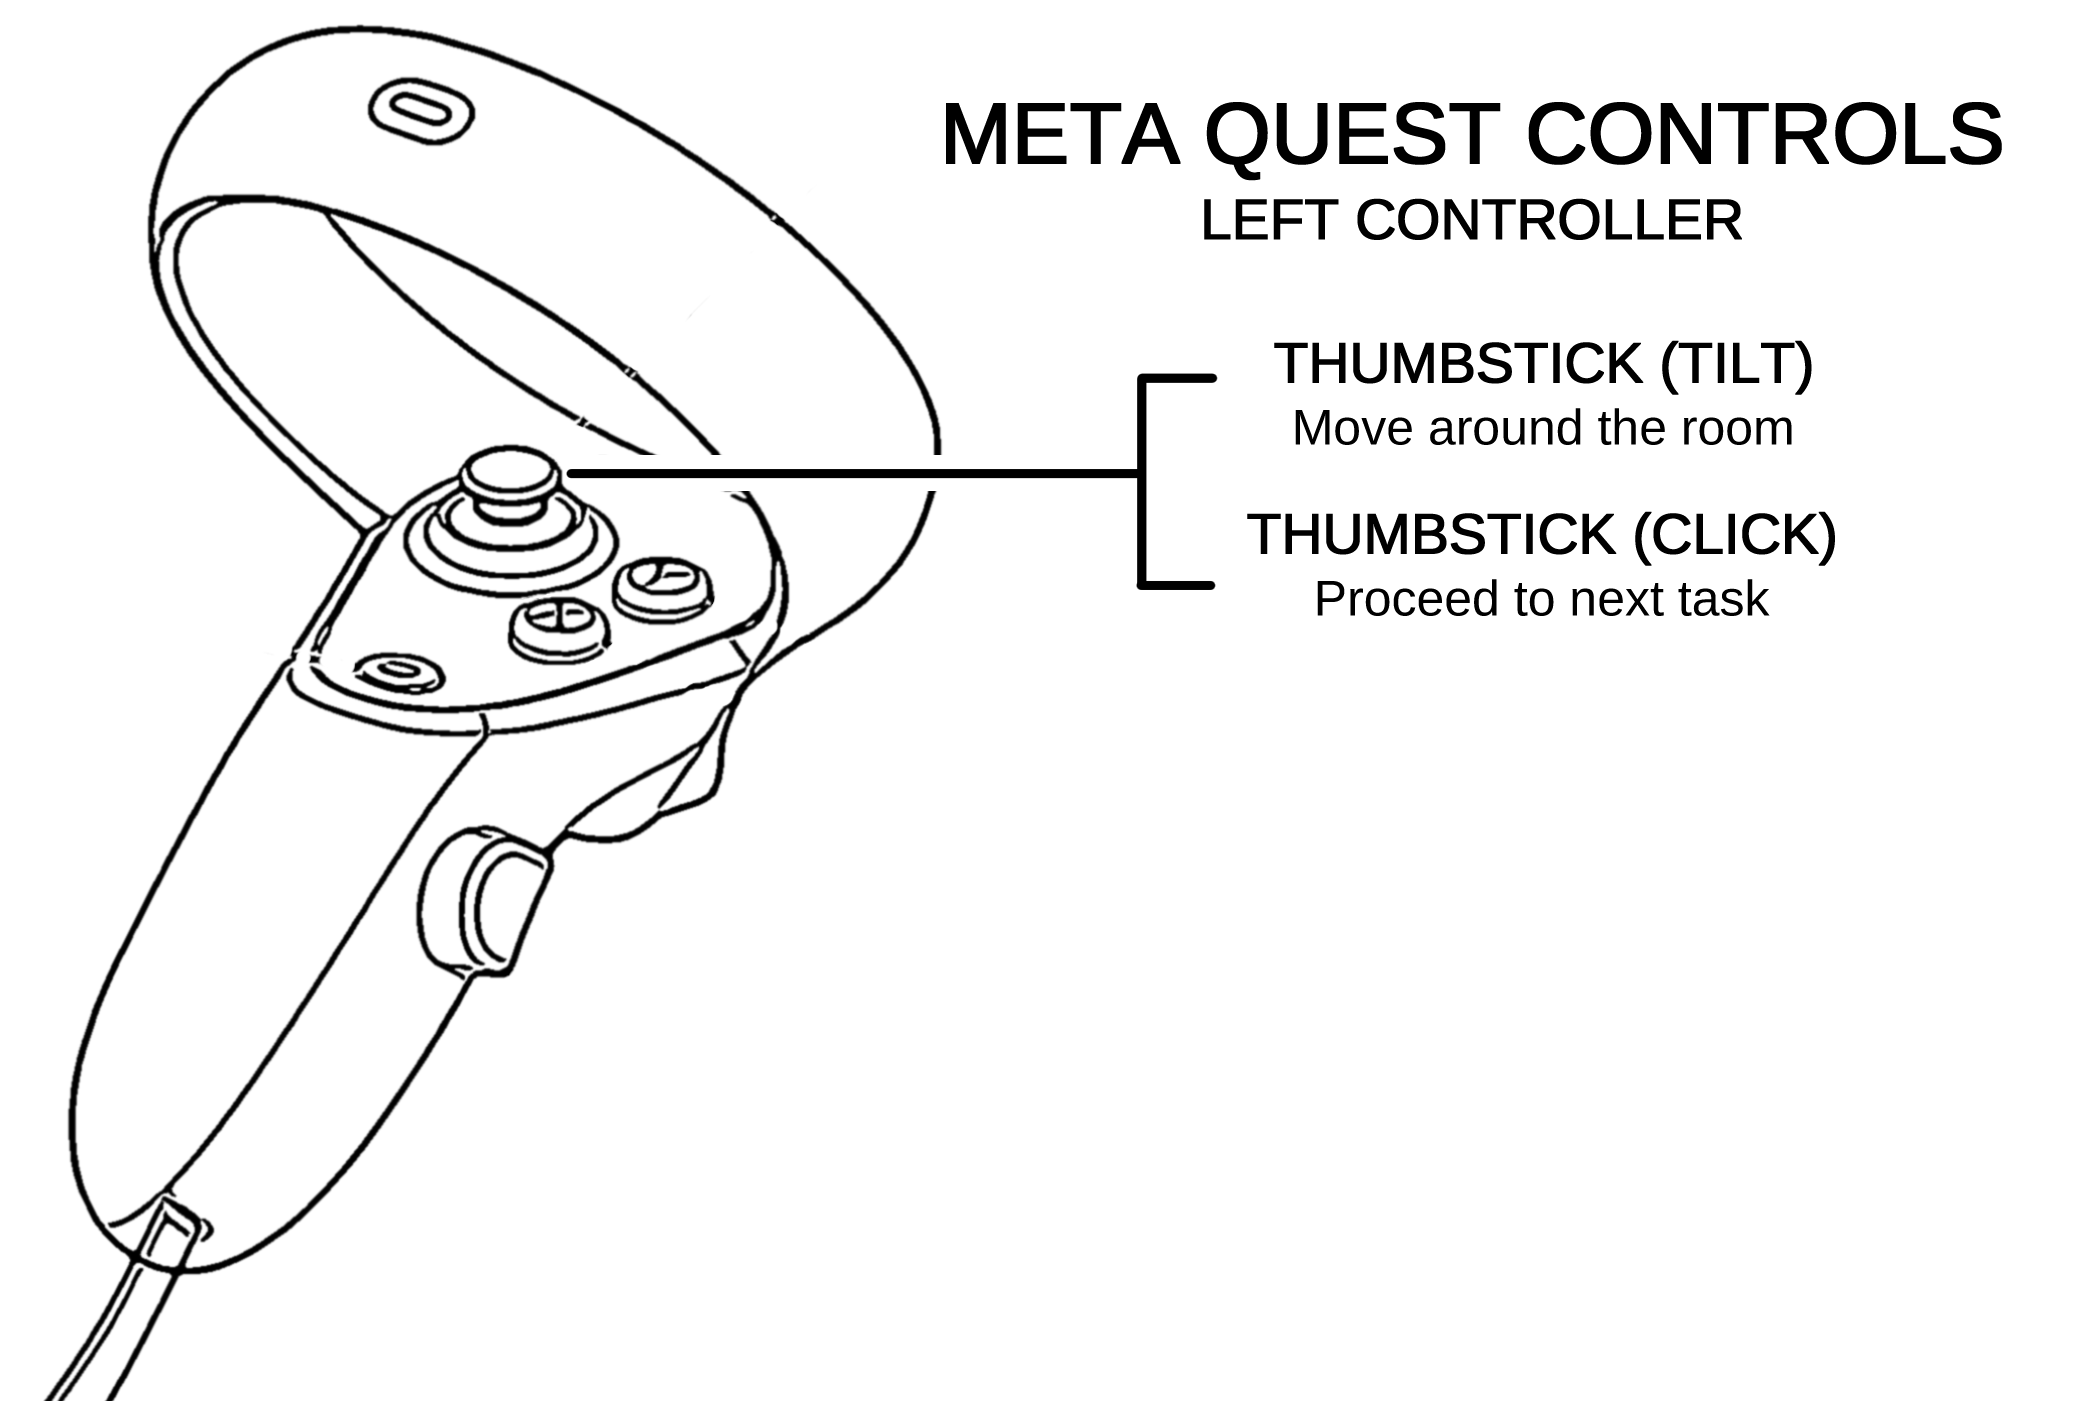 META QUEST CONTROLS
LEFT CONTROLLER
THUMBSTICK (TILT)
Move around the room
THUMBSTICK (CLICK)
Proceed to next task